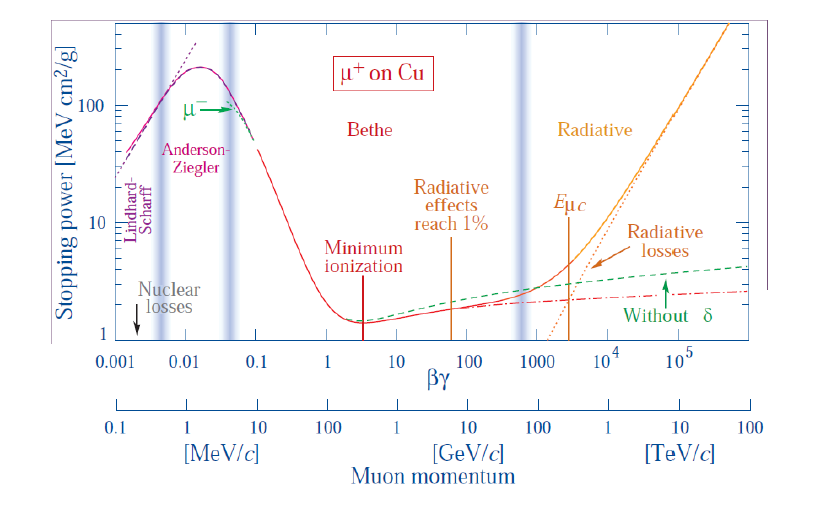 Stopping power [MeV cm²/g]
100
10
1
μ⁺ on Cu
μ⁻
Bethe
Radiative
Anderson-
Ziegler
Lindhard-
Scharff
Radiative
effects
reach 1%
Eμc
Radiative
losses
Minimum
ionization
Nuclear
losses
Without δ
0.001 0.01 0.1 1 10 100 1000 10⁴ 10⁵
βγ
0.1 1 10 100 1 10 100 1 10 100
[MeV/c] [GeV/c] [TeV/c]
Muon momentum